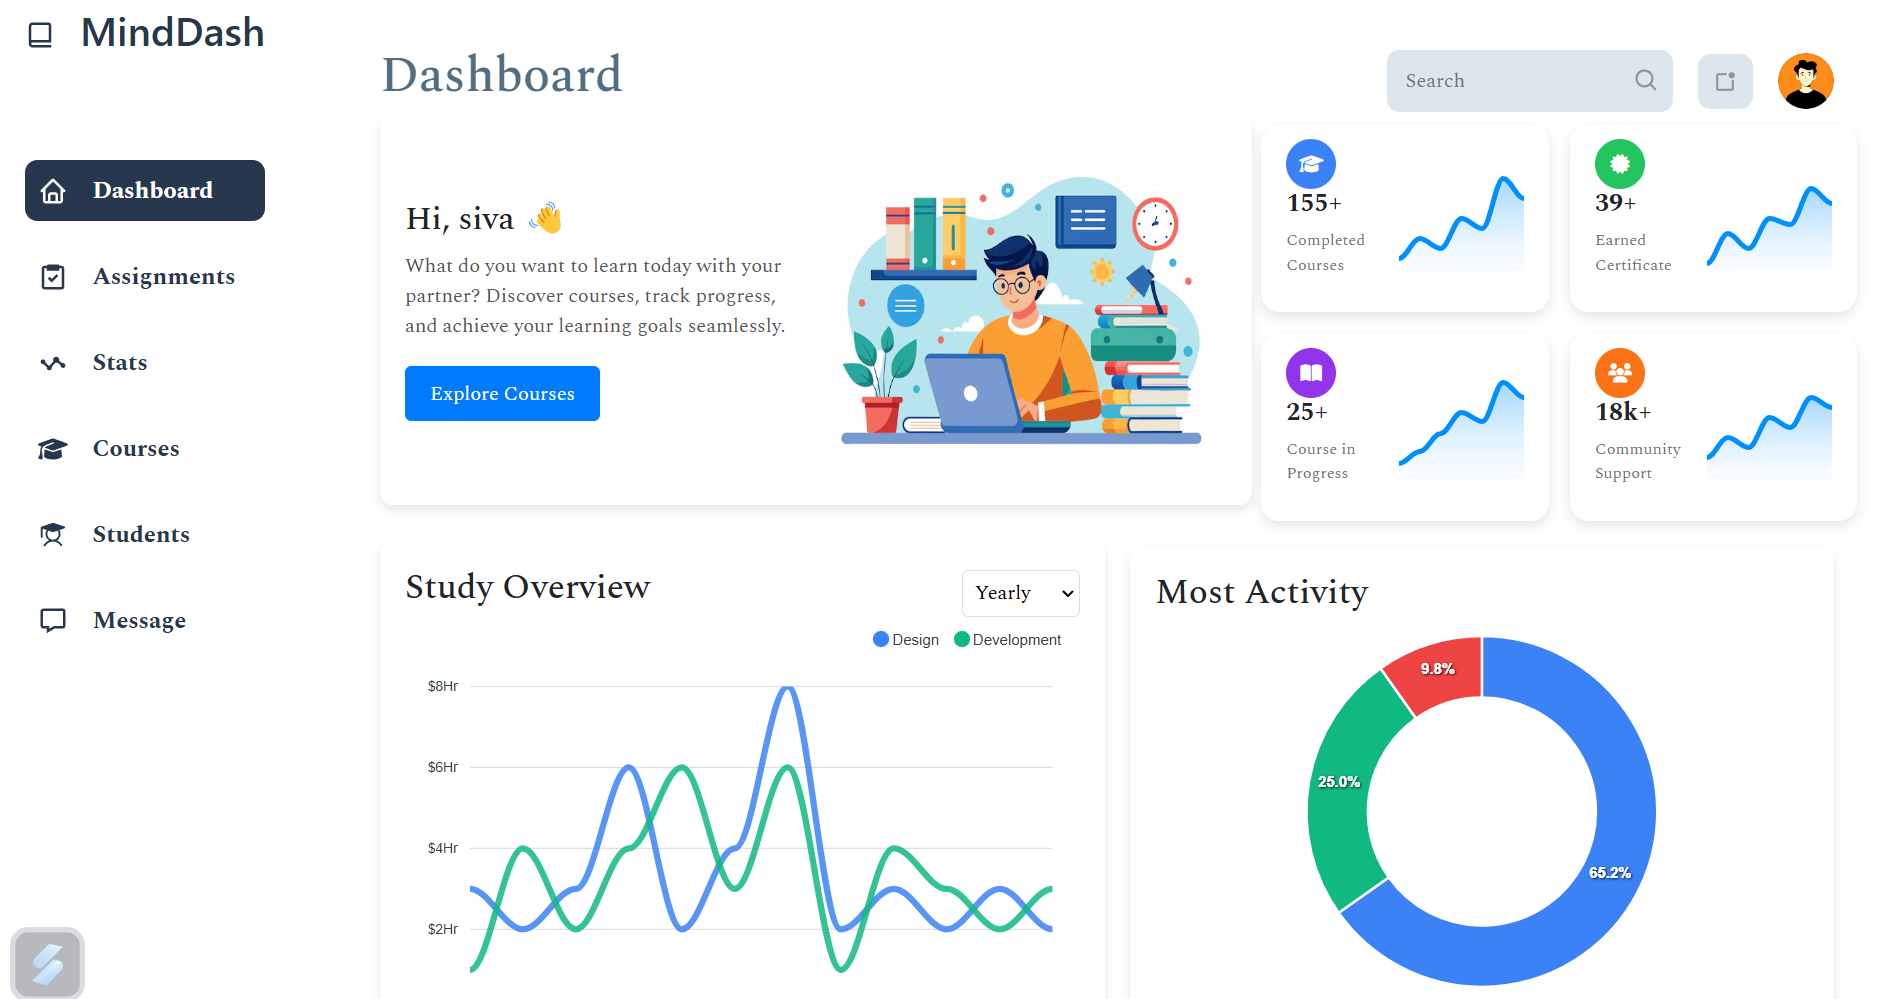 MindDash
Dashboard
Assignments
Stats
Courses
Students
Message
Dashboard
Search
Hi, siva 👋
What do you want to learn today with your
partner? Discover courses, track progress,
and achieve your learning goals seamlessly.
Explore Courses
155+
Completed
Courses
39+
Earned
Certificate
25+
Course in
Progress
18k+
Community
Support
Study Overview
Yearly
Design Development
$8Hr
$6Hr
$4Hr
$2Hr
Most Activity
9.8%
25.0%
65.2%